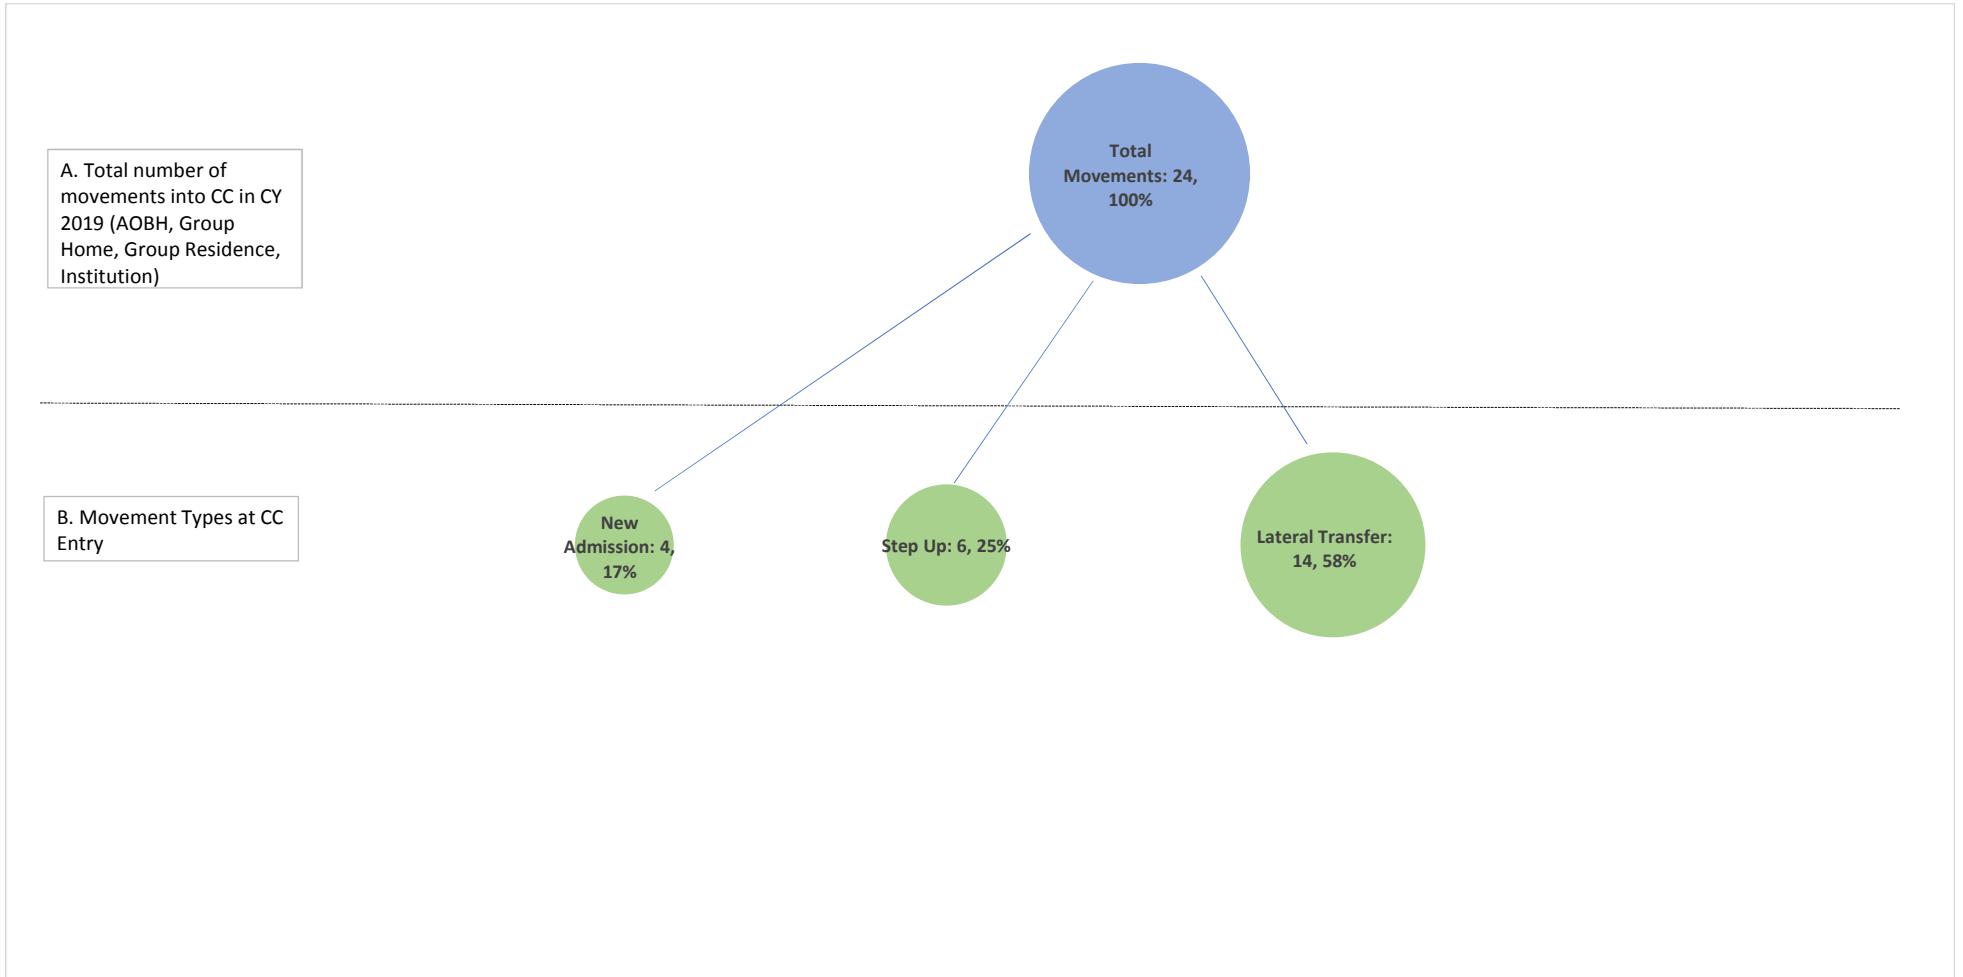 Total
Movements: 24,
100%
A. Total number of
movements into CC in CY
2019 (AOBH, Group
Home, Group Residence,
Institution)
B. Movement Types at CC
Entry
New
Admission: 4,
17%
Step Up: 6, 25%
Lateral Transfer:
14, 58%